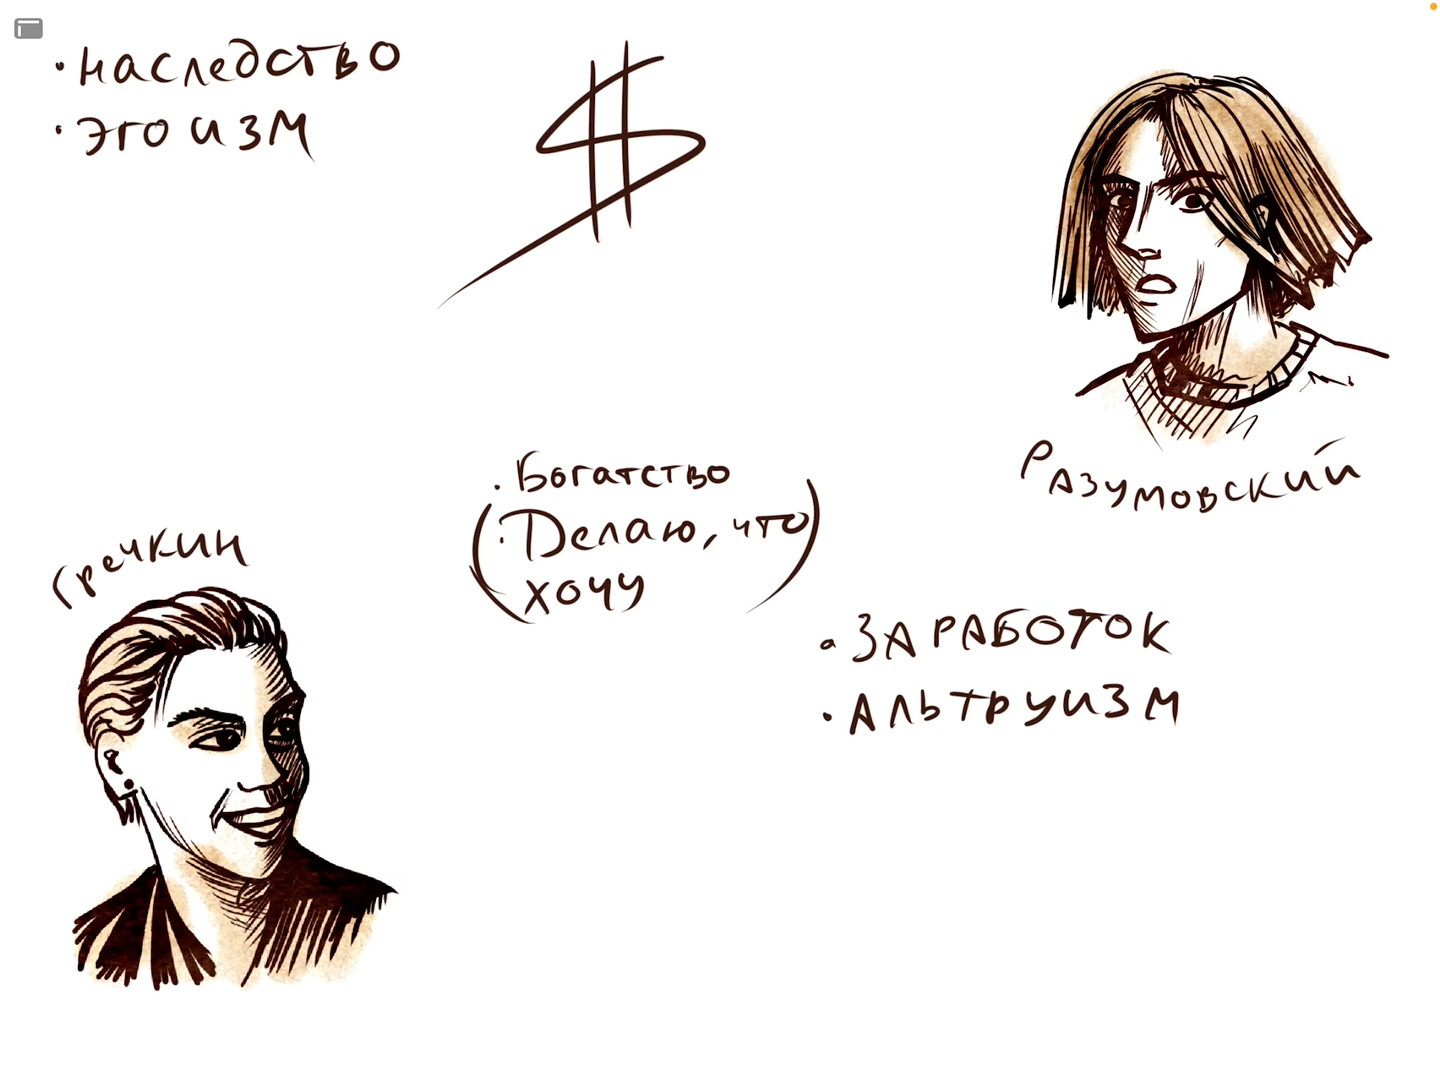 · наследство
· эгоизм
$
Разумовский
· Богатство
(· Делаю, что)
хочу
Гречкин
· ЗАРАБОТОК
· АЛЬТРУИЗМ